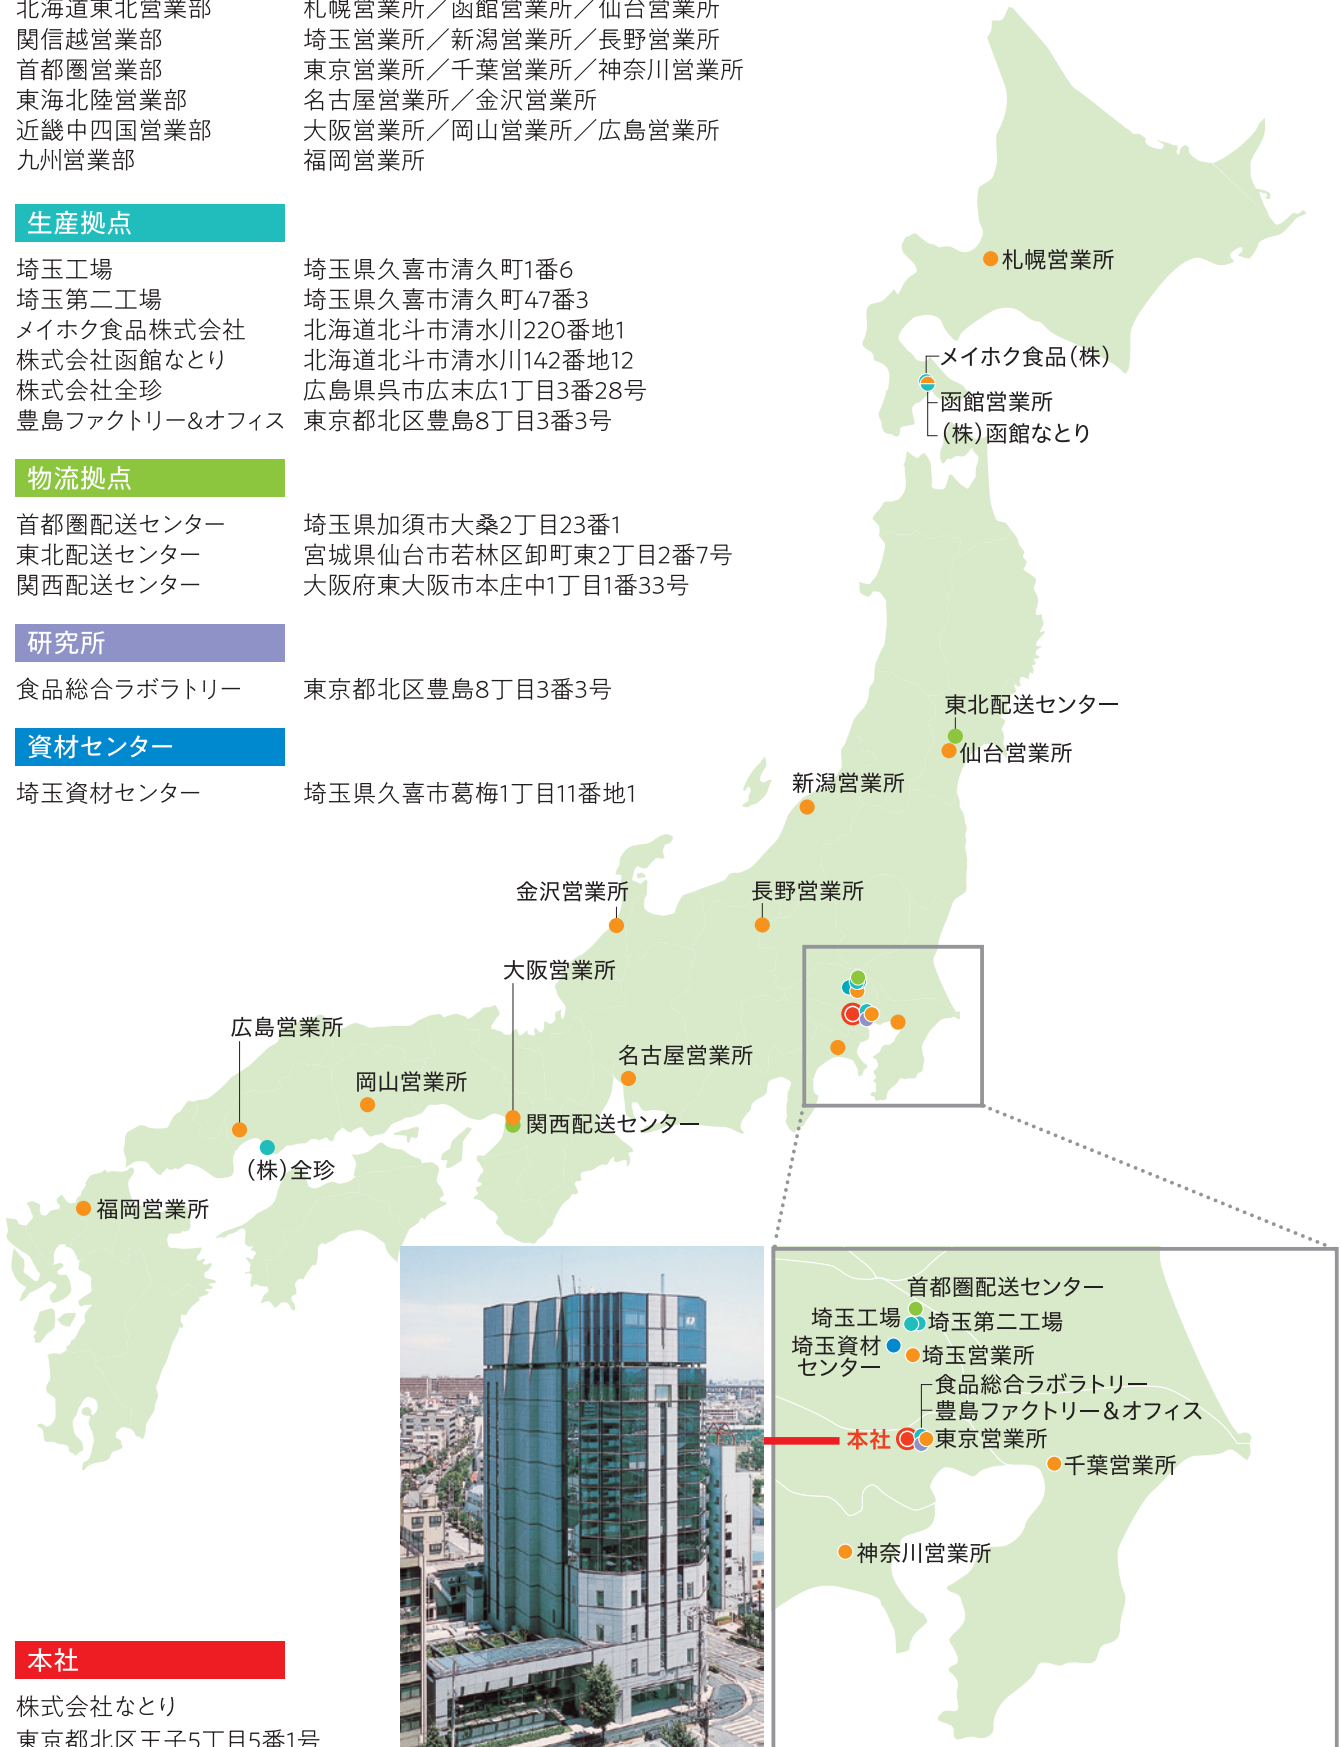 北海道東北営業部 札幌営業所／函館営業所／仙台営業所
関信越営業部 埼玉営業所／新潟営業所／長野営業所
首都圏営業部 東京営業所／千葉営業所／神奈川営業所
東海北陸営業部 名古屋営業所／金沢営業所
近畿中四国営業部 大阪営業所／岡山営業所／広島営業所
九州営業部 福岡営業所
生産拠点
埼玉工場 埼玉県久喜市清久町1番6
埼玉第二工場 埼玉県久喜市清久町47番3
メイホク食品株式会社 北海道北斗市清水川220番地1
株式会社函館なとり 北海道北斗市清水川142番地12
株式会社全珍 広島県呉市広末広1丁目3番28号
豊島ファクトリー&オフィス 東京都北区豊島8丁目3番3号
物流拠点
首都圏配送センター 埼玉県加須市大桑2丁目23番1
東北配送センター 宮城県仙台市若林区卸町東2丁目2番7号
関西配送センター 大阪府東大阪市本庄中1丁目1番33号
研究所
食品総合ラボラトリー 東京都北区豊島8丁目3番3号
資材センター
埼玉資材センター 埼玉県久喜市葛梅1丁目11番地1
札幌営業所
メイホク食品(株)
函館営業所
(株)函館なとり
東北配送センター
仙台営業所
新潟営業所
金沢営業所
長野営業所
大阪営業所
広島営業所
名古屋営業所
岡山営業所
関西配送センター
(株)全珍
福岡営業所
首都圏配送センター
埼玉工場
埼玉第二工場
埼玉資材
センター
埼玉営業所
食品総合ラボラトリー
豊島ファクトリー&オフィス
本社
東京営業所
千葉営業所
神奈川営業所
本社
株式会社なとり
東京都北区王子5丁目5番1号